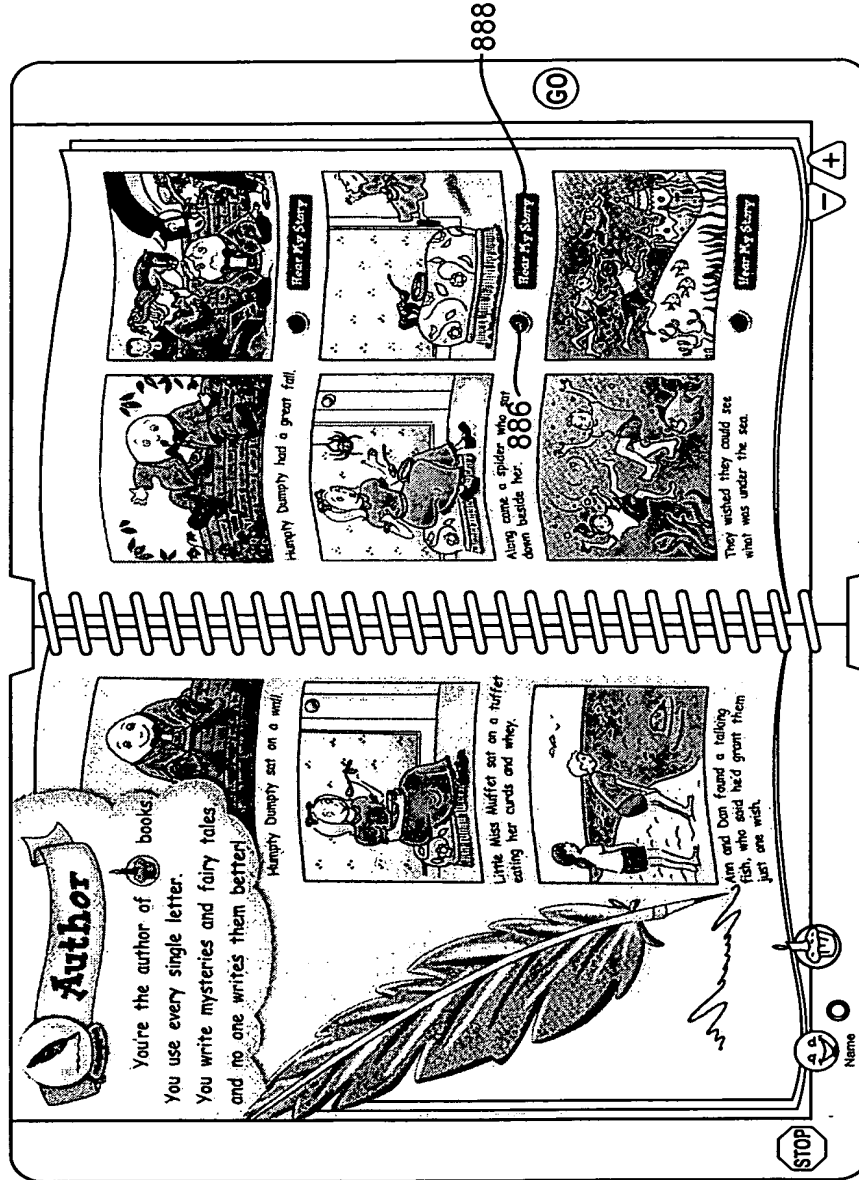 Author
You're the author of books.
You use every single letter.
You write mysteries and fairy tales
and no one writes them better!
Humpty Dumpty sat on a wall.
Little Miss Muffet sat on a tuffet
eating her curds and whey.
Ann and Dan found a talking
fish, who said he'd grant them
just one wish.
Humpty Dumpty had a great fall.
Hear My Story
Along came a spider who sat
down beside her.
886
Hear My Story
888
They wished they could see
what was under the sea.
Hear My Story
STOP
Name
GO
-
+